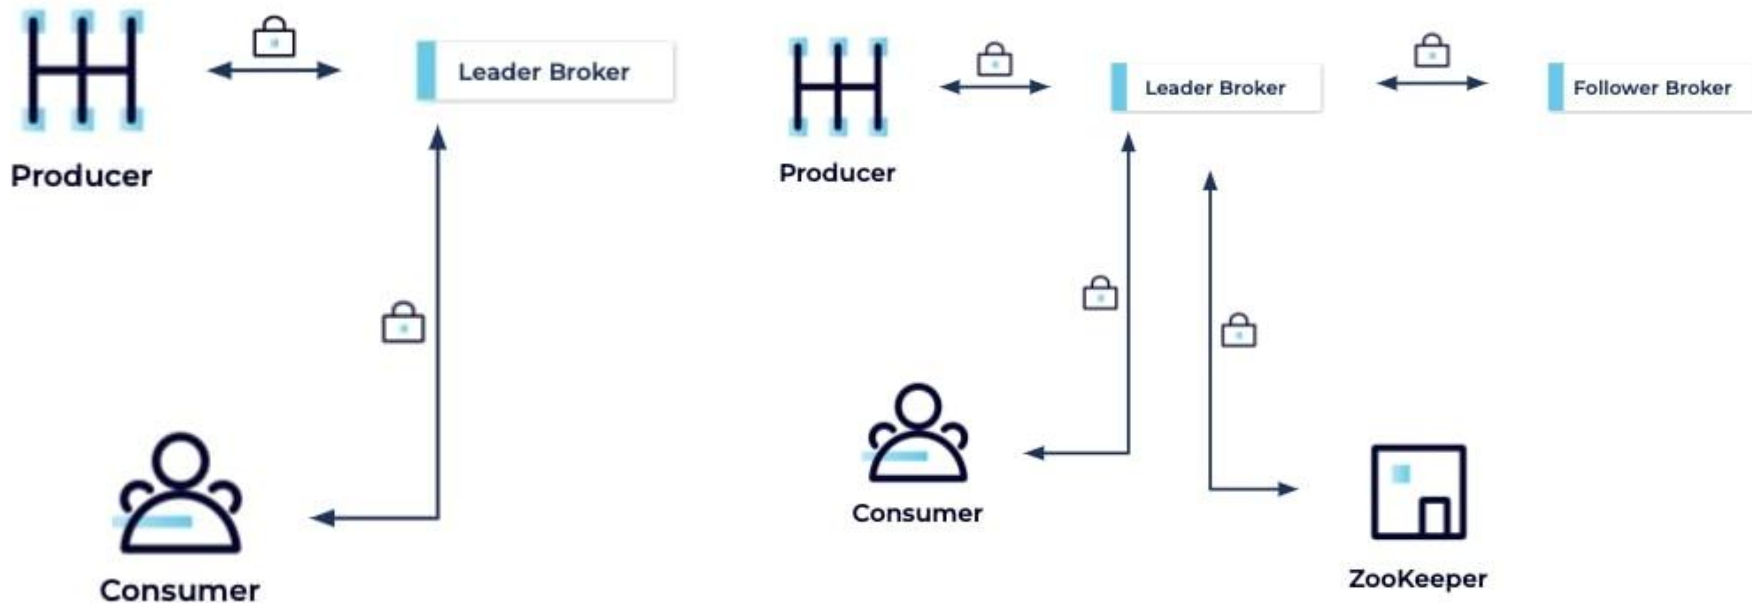 Leader Broker
Producer
Consumer
Leader Broker
Follower Broker
Producer
Consumer
ZooKeeper